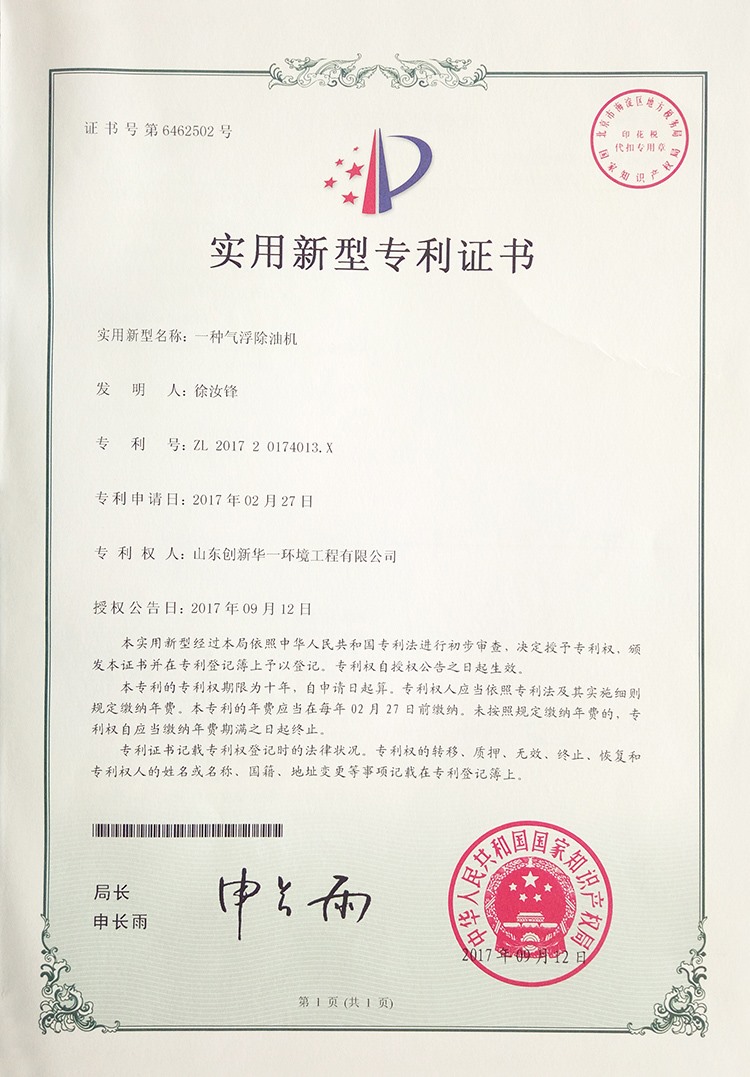 证书号第6462502号
北京市海淀区地方税务局
印花税
代扣专用章
国家知识产权局
实用新型专利证书
实用新型名称：一种气浮除油机
发明人：徐汝锋
专利号：ZL 2017 2 0174013.X
专利申请日：2017年02月27日
专利权人：山东创新华一环境工程有限公司
授权公告日：2017年09月12日
本实用新型经过本局依照中华人民共和国专利法进行初步审查，决定授予专利权，颁
发本证书并在专利登记簿上予以登记。专利权自授权公告之日起生效。
本专利的专利权期限为十年，自申请日起算。专利权人应当依照专利法及其实施细则
规定缴纳年费。本专利的年费应当在每年02月27日前缴纳。未按照规定缴纳年费的，专
利权自应当缴纳年费期满之日起终止。
专利证书记载专利权登记时的法律状况。专利权的转移、质押、无效、终止、恢复和
专利权人的姓名或名称、国籍、地址变更等事项记载在专利登记簿上。
局长
申长雨
申长雨
中华人民共和国国家知识产权局
2017年09月12日
第1页(共1页)